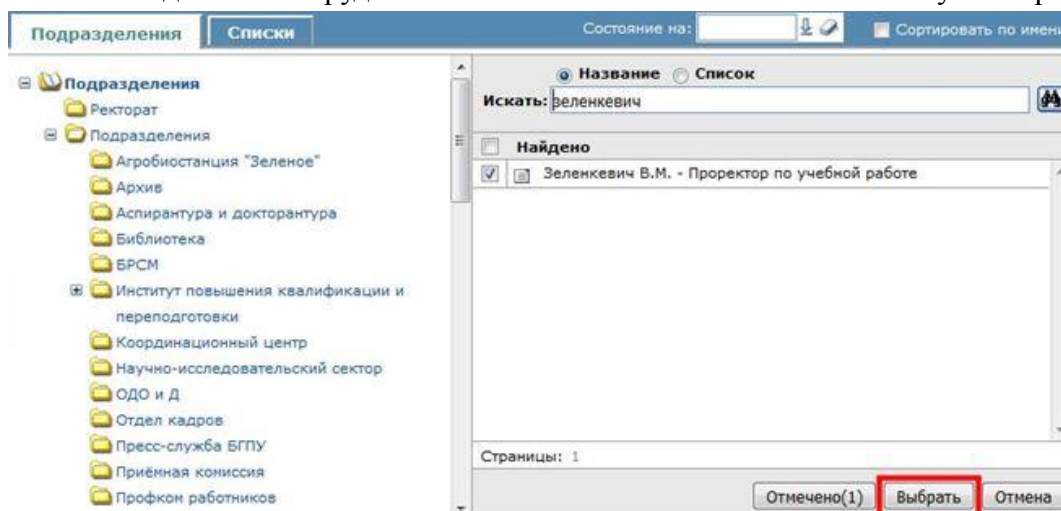 Подразделения Списки Состояние на: Сортировать по имени
Подразделения
Ректорат
Подразделения
Агробиостанция "Зеленое"
Архив
Аспирантура и докторантура
Библиотека
БРСМ
Институт повышения квалификации и
переподготовки
Координационный центр
Научно-исследовательский сектор
ОДО и Д
Отдел кадров
Пресс-служба БГПУ
Приёмная комиссия
Профком работников
Название Список
Искать: зеленкевич
Найдено
Зеленкевич В.М. - Проректор по учебной работе
Страницы: 1
Отмечено(1) Выбрать Отмена